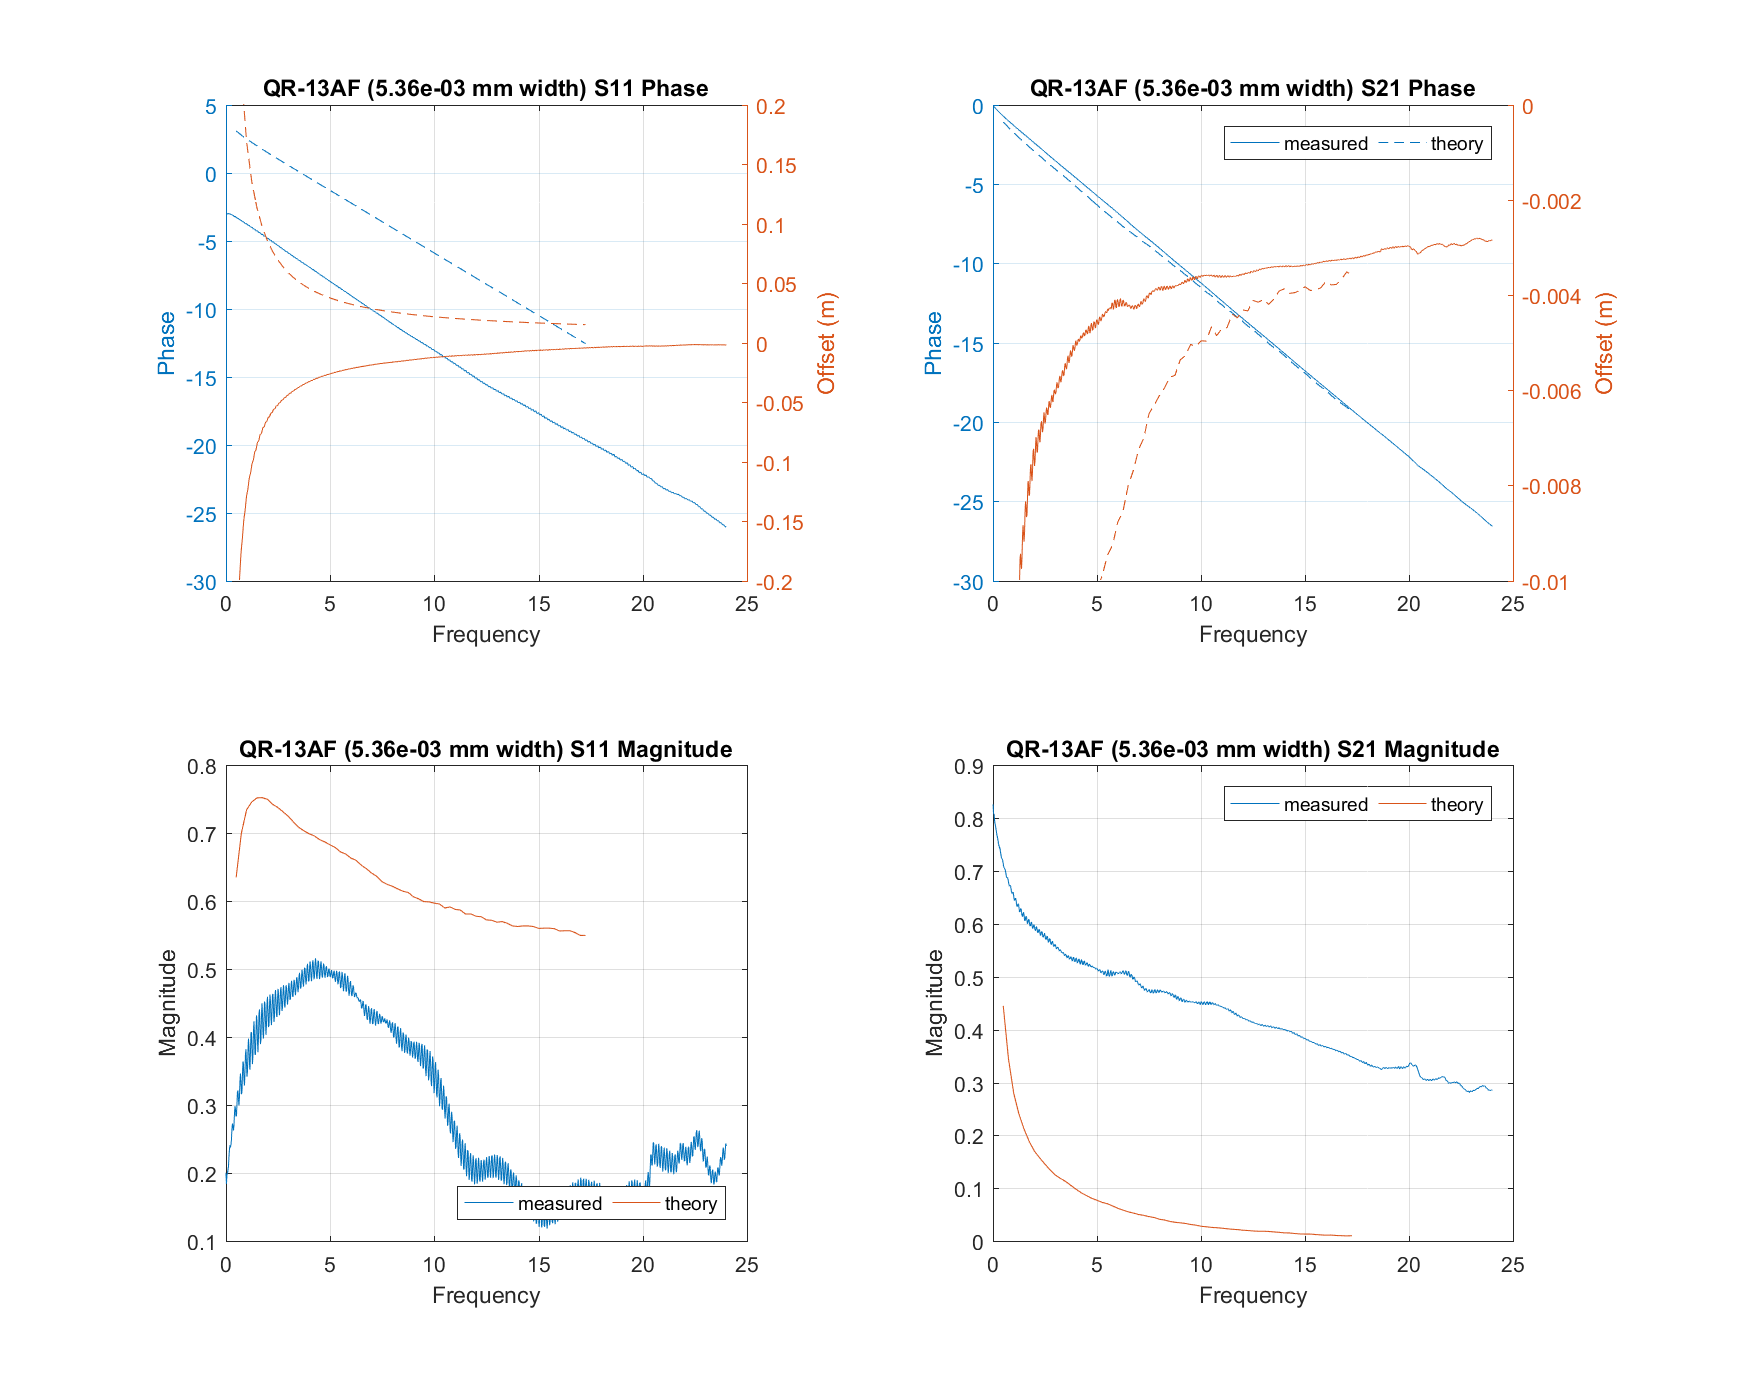 QR-13AF (5.36e-03 mm width) S11 Phase
5
0
-5
-10
-15
-20
-25
-30
Phase
0.2
0.15
0.1
0.05
0
-0.05
-0.1
-0.15
-0.2
Offset (m)
0 5 10 15 20 25
Frequency
QR-13AF (5.36e-03 mm width) S21 Phase
measured theory
0
-5
-10
-15
-20
-25
-30
Phase
0
-0.002
-0.004
-0.006
-0.008
-0.01
Offset (m)
0 5 10 15 20 25
Frequency
QR-13AF (5.36e-03 mm width) S11 Magnitude
0.8
0.7
0.6
0.5
0.4
0.3
0.2
0.1
Magnitude
measured theory
0 5 10 15 20 25
Frequency
QR-13AF (5.36e-03 mm width) S21 Magnitude
measured theory
0.9
0.8
0.7
0.6
0.5
0.4
0.3
0.2
0.1
0
Magnitude
0 5 10 15 20 25
Frequency